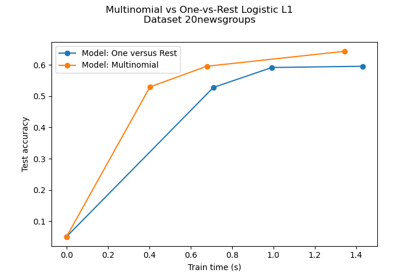 Multinomial vs One-vs-Rest Logistic L1
Dataset 20newsgroups
Model: One versus Rest
Model: Multinomial
0.6
0.5
0.4
0.3
0.2
0.1
Test accuracy
0.0 0.2 0.4 0.6 0.8 1.0 1.2 1.4
Train time (s)